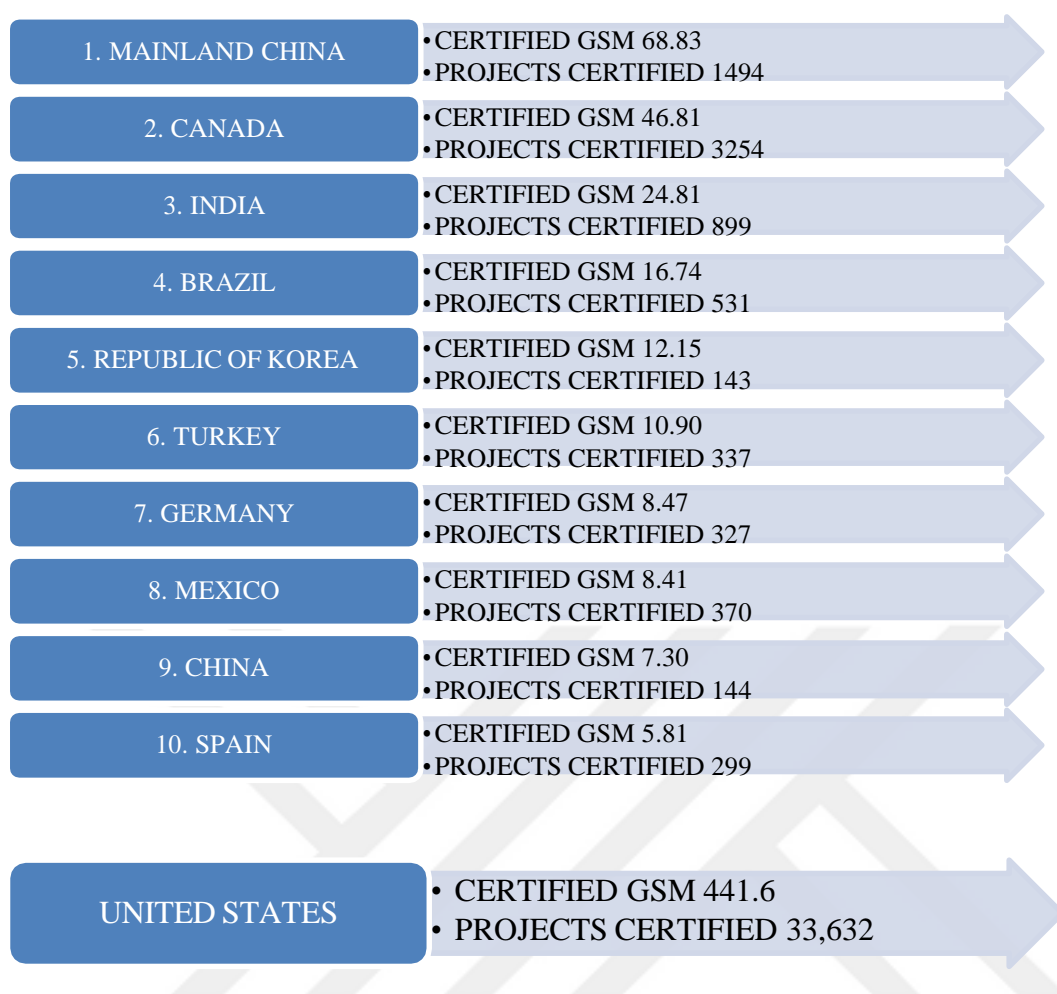 1. MAINLAND CHINA
•CERTIFIED GSM 68.83
•PROJECTS CERTIFIED 1494
2. CANADA
•CERTIFIED GSM 46.81
•PROJECTS CERTIFIED 3254
3. INDIA
•CERTIFIED GSM 24.81
•PROJECTS CERTIFIED 899
4. BRAZIL
•CERTIFIED GSM 16.74
•PROJECTS CERTIFIED 531
5. REPUBLIC OF KOREA
•CERTIFIED GSM 12.15
•PROJECTS CERTIFIED 143
6. TURKEY
•CERTIFIED GSM 10.90
•PROJECTS CERTIFIED 337
7. GERMANY
•CERTIFIED GSM 8.47
•PROJECTS CERTIFIED 327
8. MEXICO
•CERTIFIED GSM 8.41
•PROJECTS CERTIFIED 370
9. CHINA
•CERTIFIED GSM 7.30
•PROJECTS CERTIFIED 144
10. SPAIN
•CERTIFIED GSM 5.81
•PROJECTS CERTIFIED 299
UNITED STATES
• CERTIFIED GSM 441.6
• PROJECTS CERTIFIED 33,632